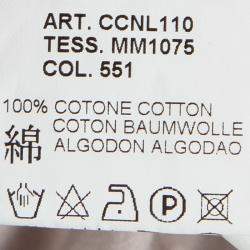 ART. CCNL110
TESS. MM1075
COL. 551
100% COTONE COTTON
綿 COTON BAUMWOLLE
ALGODON ALGODAO
P